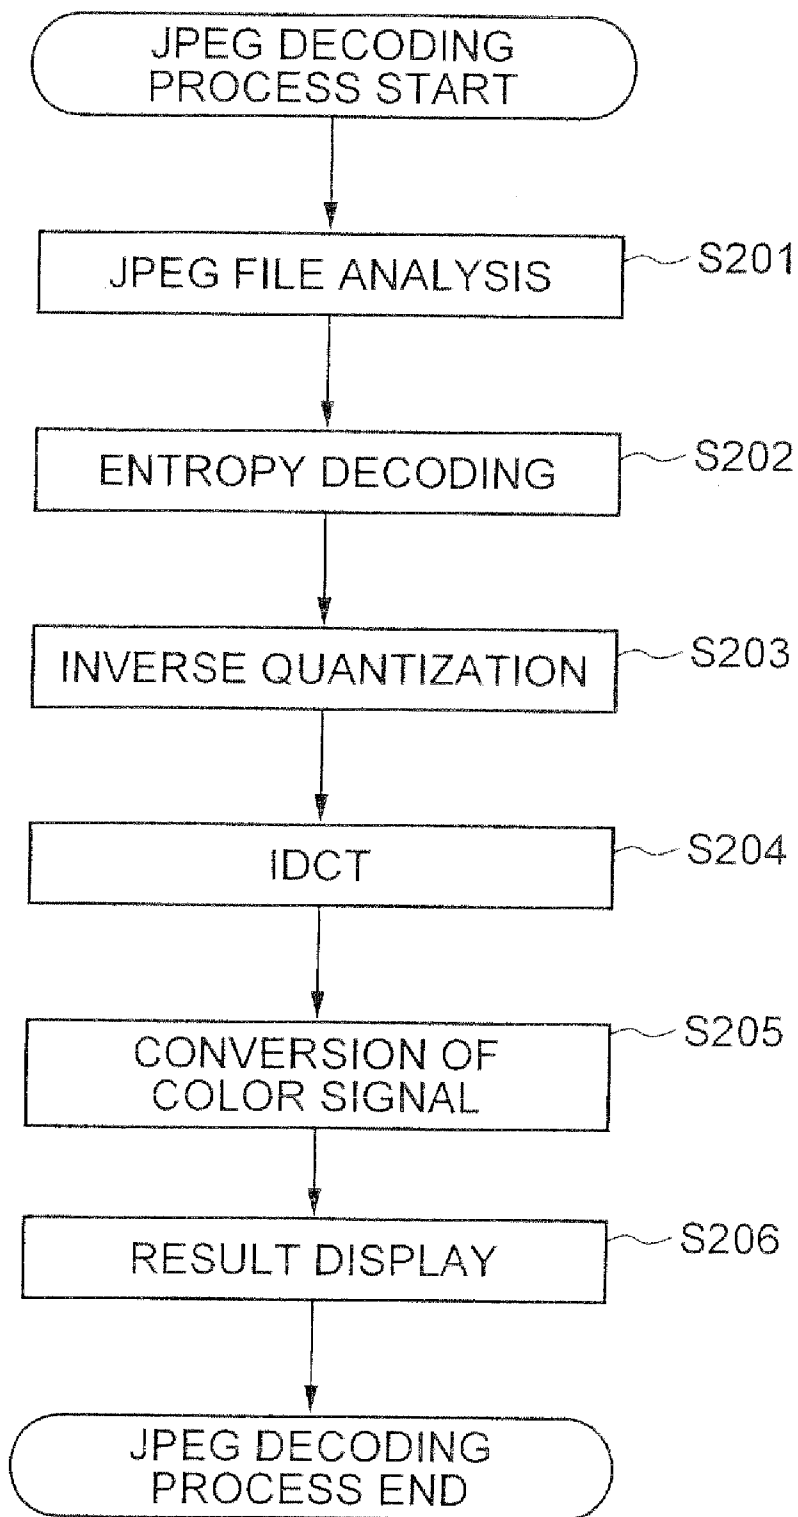 JPEG DECODING
PROCESS START
JPEG FILE ANALYSIS
S201
ENTROPY DECODING
S202
INVERSE QUANTIZATION
S203
IDCT
S204
CONVERSION OF
COLOR SIGNAL
S205
RESULT DISPLAY
S206
JPEG DECODING
PROCESS END